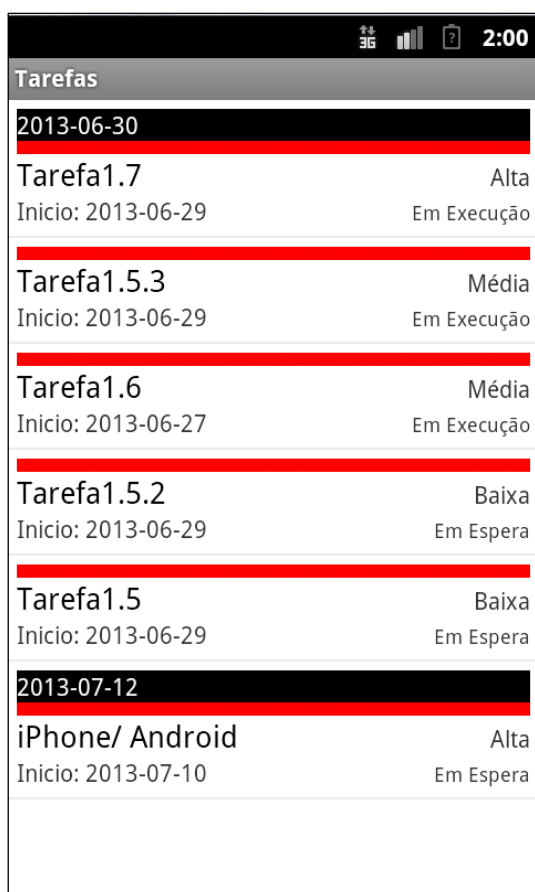 3G ? 2:00
Tarefas
2013-06-30
Tarefa1.7 Alta
Inicio: 2013-06-29 Em Execução
Tarefa1.5.3 Média
Inicio: 2013-06-29 Em Execução
Tarefa1.6 Média
Inicio: 2013-06-27 Em Execução
Tarefa1.5.2 Baixa
Inicio: 2013-06-29 Em Espera
Tarefa1.5 Baixa
Inicio: 2013-06-29 Em Espera
2013-07-12
iPhone/ Android Alta
Inicio: 2013-07-10 Em Espera